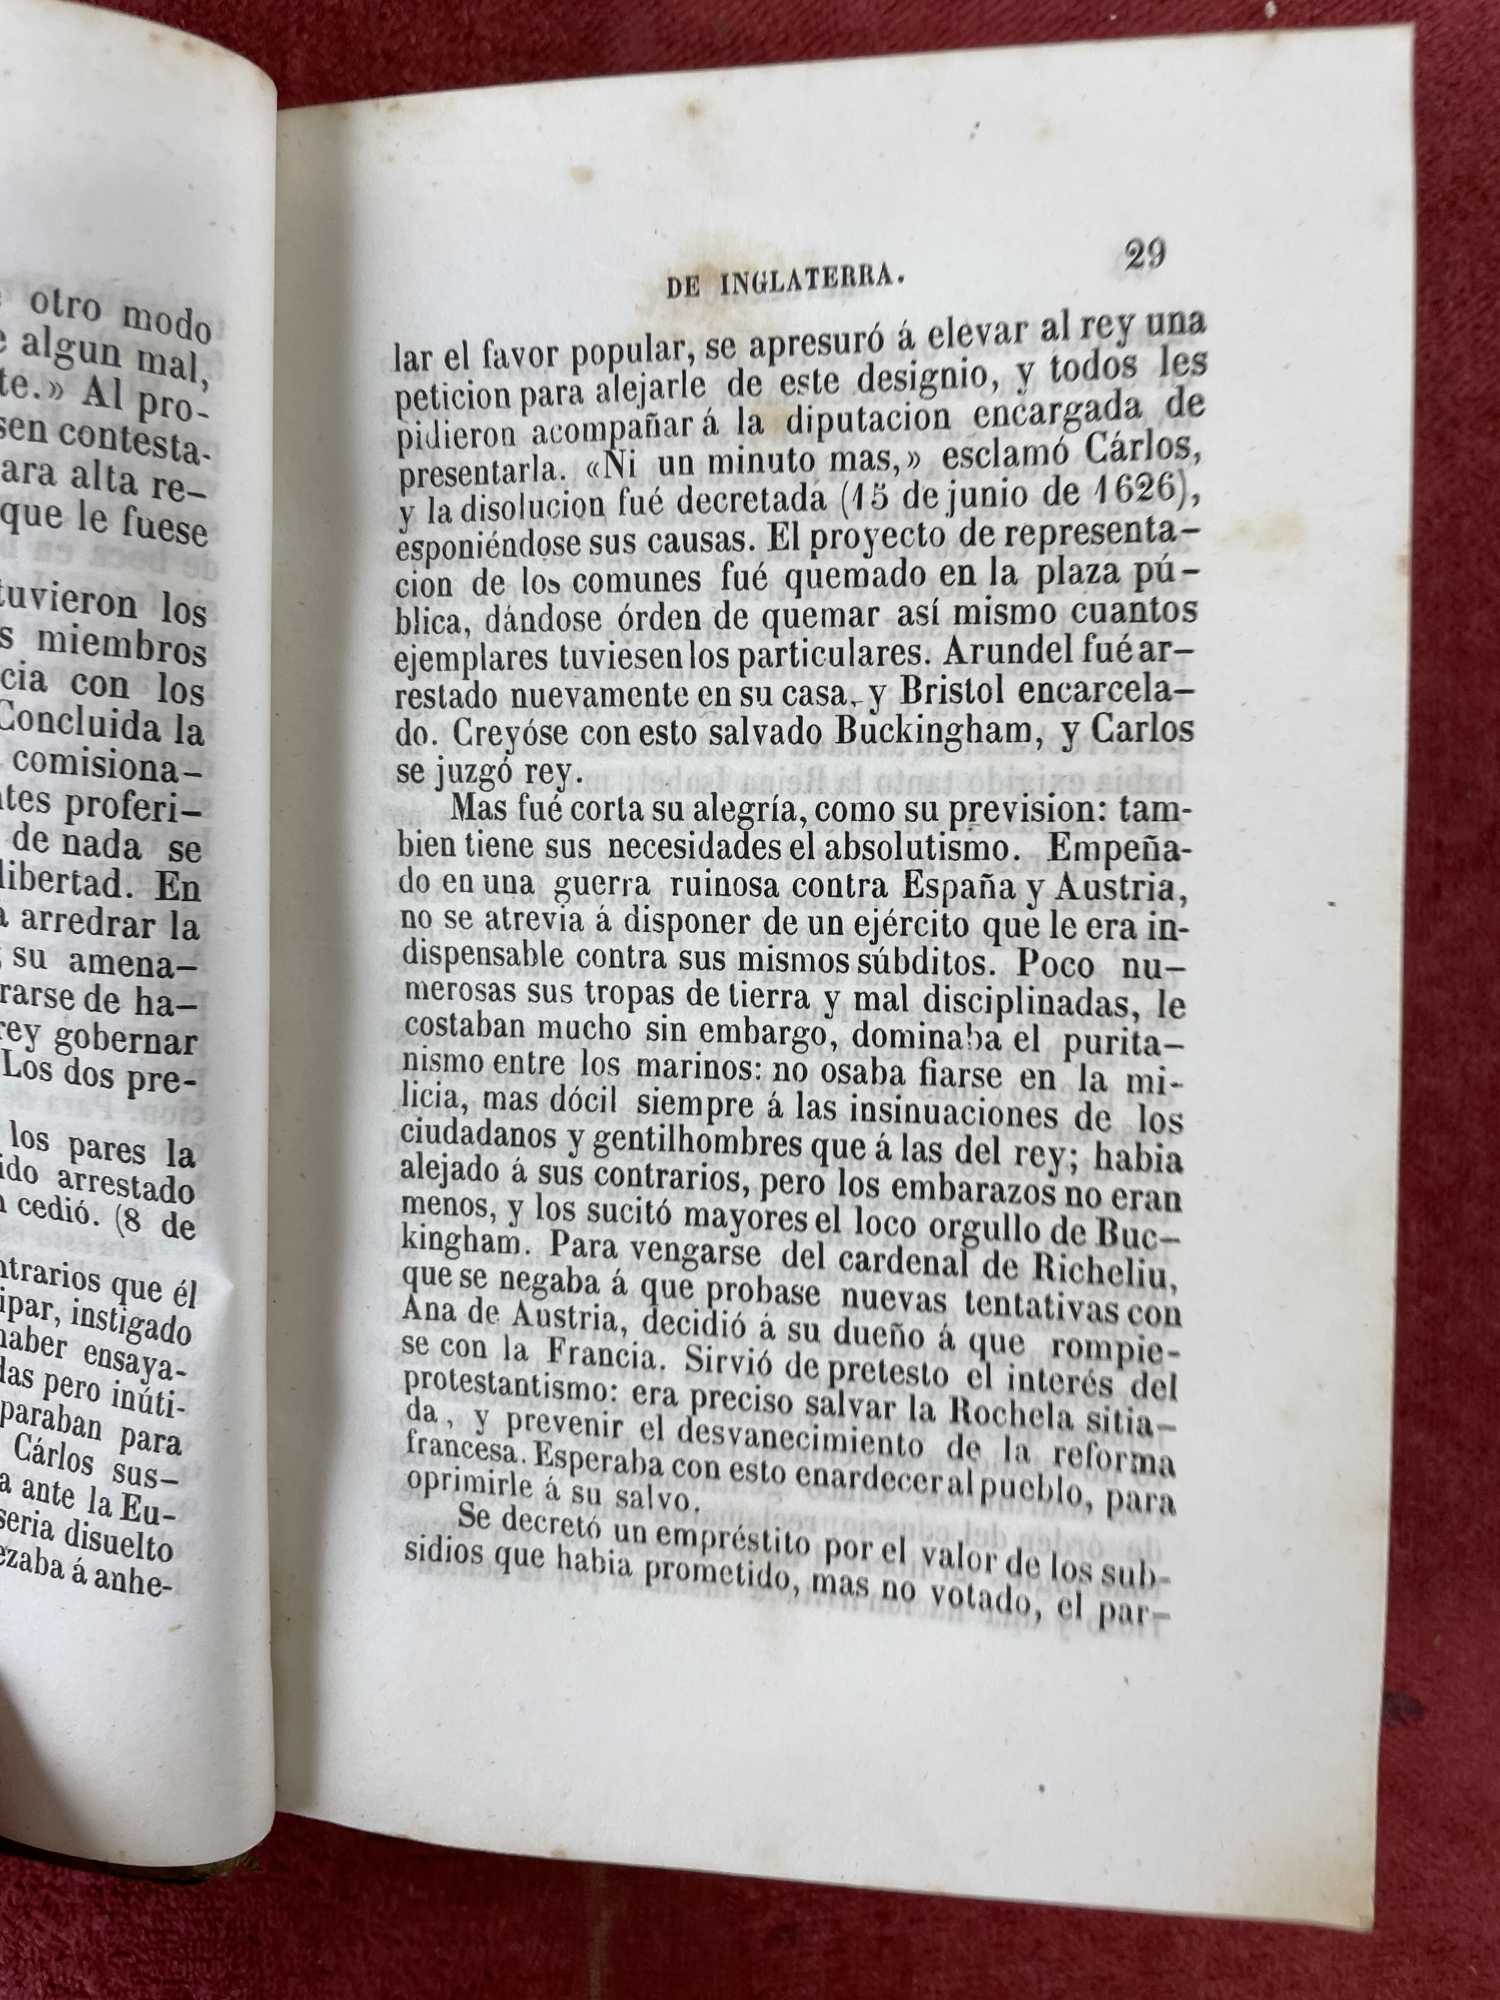 otro modo
algun mal,
te.» Al pro-
sen contesta-
ara alta re-
que le fuese
tuvieron los
s miembros
cia con los
Concluida la
comisiona-
tes proferi-
de nada se
libertad. En
arredrar la
su amena-
rarse de ha-
rey gobernar
Los dos pre-
los pares la
ido arrestado
cedió. (8 de
ntrarios que él
ipar, instigado
haber ensaya-
das pero inúti-
paraban para
Cárlos sus-
a ante la Eu-
seria disuelto
ezaba á anhe-
DE INGLATERRA. 29
lar el favor popular, se apresuró á elevar al rey una
peticion para alejarle de este designio, y todos les
pidieron acompañar á la diputacion encargada de
presentarla. «Ni un minuto mas,» esclamó Cárlos,
y la disolucion fué decretada (15 de junio de 1626),
esponiéndose sus causas. El proyecto de representa-
cion de los comunes fué quemado en la plaza pú-
blica, dándose órden de quemar así mismo cuantos
ejemplares tuviesen los particulares. Arundel fué ar-
restado nuevamente en su casa, y Bristol encarcela-
do. Creyóse con esto salvado Buckingham, y Carlos
se juzgó rey.
Mas fué corta su alegría, como su prevision: tam-
bien tiene sus necesidades el absolutismo. Empeña-
do en una guerra ruinosa contra España y Austria,
no se atrevia á disponer de un ejército que le era in-
dispensable contra sus mismos súbditos. Poco nu-
merosas sus tropas de tierra y mal disciplinadas, le
costaban mucho sin embargo, dominaba el purita-
nismo entre los marinos: no osaba fiarse en la mi-
licia, mas dócil siempre á las insinuaciones de los
ciudadanos y gentilhombres que á las del rey; habia
alejado á sus contrarios, pero los embarazos no eran
menos, y los sucitó mayores el loco orgullo de Buc-
kingham. Para vengarse del cardenal de Richeliu,
que se negaba á que probase nuevas tentativas con
Ana de Austria, decidió á su dueño á que rompie-
se con la Francia. Sirvió de pretesto el interés del
protestantismo: era preciso salvar la Rochela sitia-
da, y prevenir el desvanecimiento de la reforma
francesa. Esperaba con esto enardecer al pueblo, para
oprimirle á su salvo.
Se decretó un empréstito por el valor de los sub-
sidios que habia prometido, mas no votado, el par-